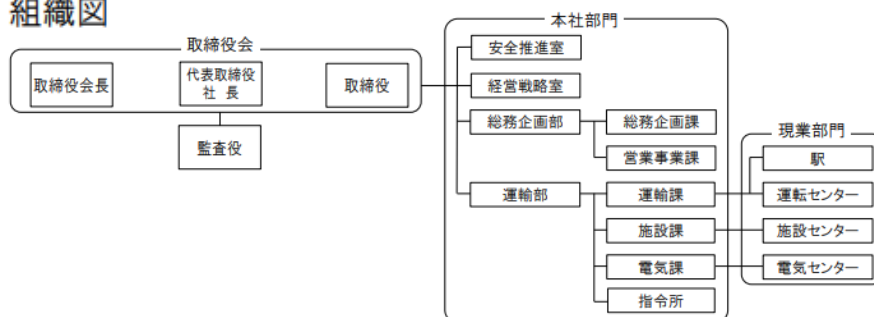 組織図
取締役会
取締役会長
代表取締役
社 長
取締役
監査役
本社部門
安全推進室
経営戦略室
総務企画部
総務企画課
営業事業課
運輸部
運輸課
施設課
電気課
指令所
現業部門
駅
運転センター
施設センター
電気センター